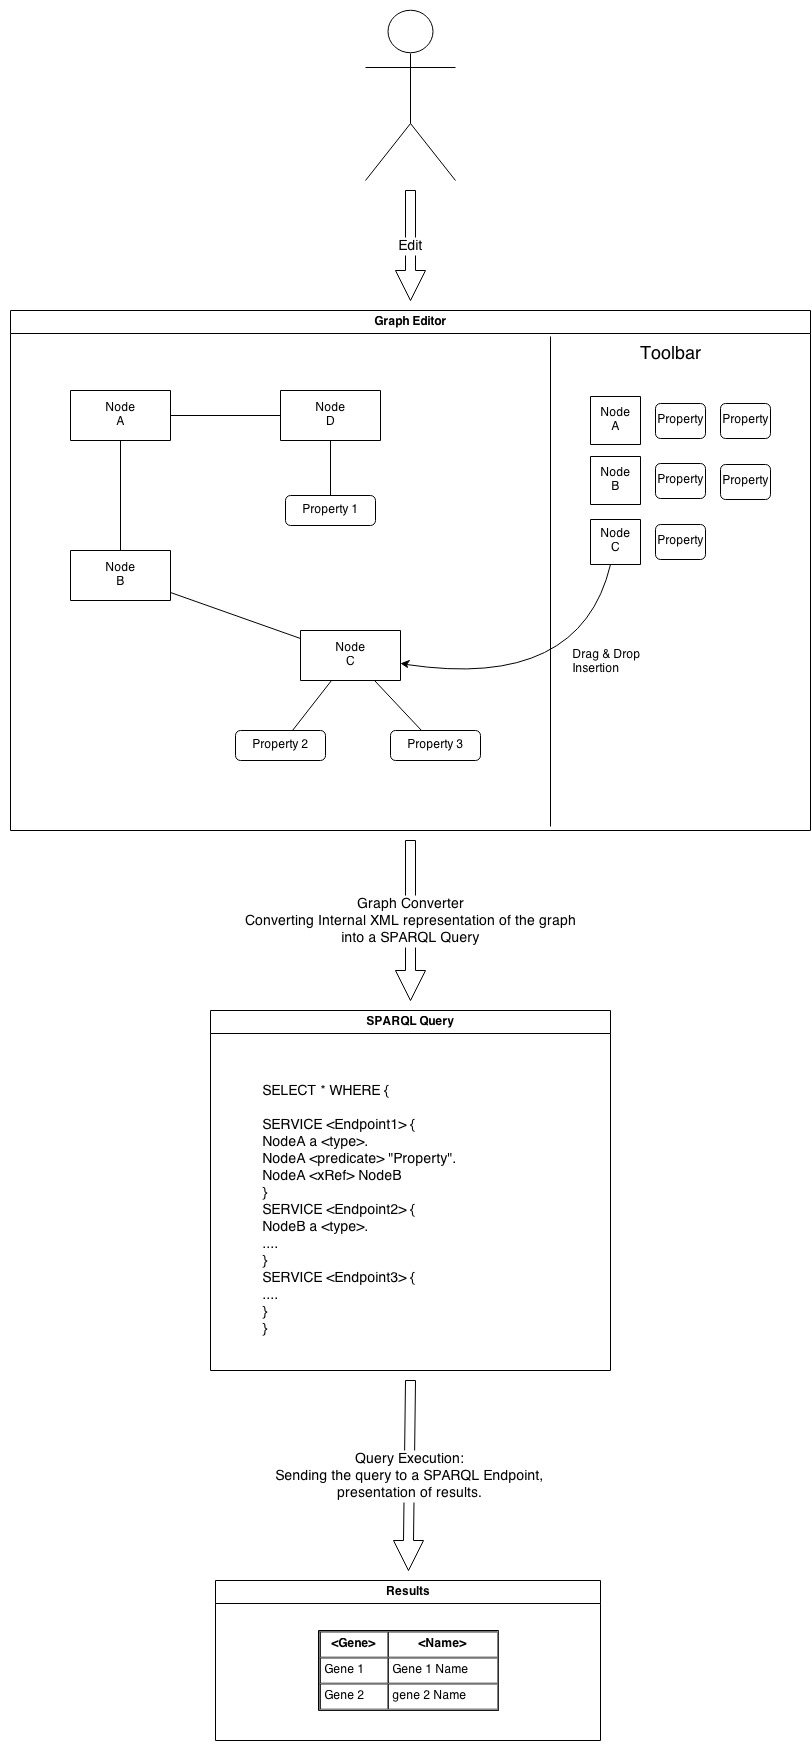 Edit
Graph Editor
Toolbar
Node
A
Node
D
Property 1
Node
B
Node
C
Property 2
Property 3
Node
A
Property
Property
Node
B
Property
Property
Node
C
Property
Drag & Drop
Insertion
Graph Converter
Converting Internal XML representation of the graph
into a SPARQL Query
SPARQL Query
SELECT * WHERE {
SERVICE <Endpoint1> {
NodeA a <type>.
NodeA <predicate> "Property".
NodeA <xRef> NodeB
}
SERVICE <Endpoint2> {
NodeB a <type>.
....
}
SERVICE <Endpoint3> {
....
}
}
Query Execution:
Sending the query to a SPARQL Endpoint,
presentation of results.
Results
<Gene> <Name>
Gene 1 Gene 1 Name
Gene 2 gene 2 Name